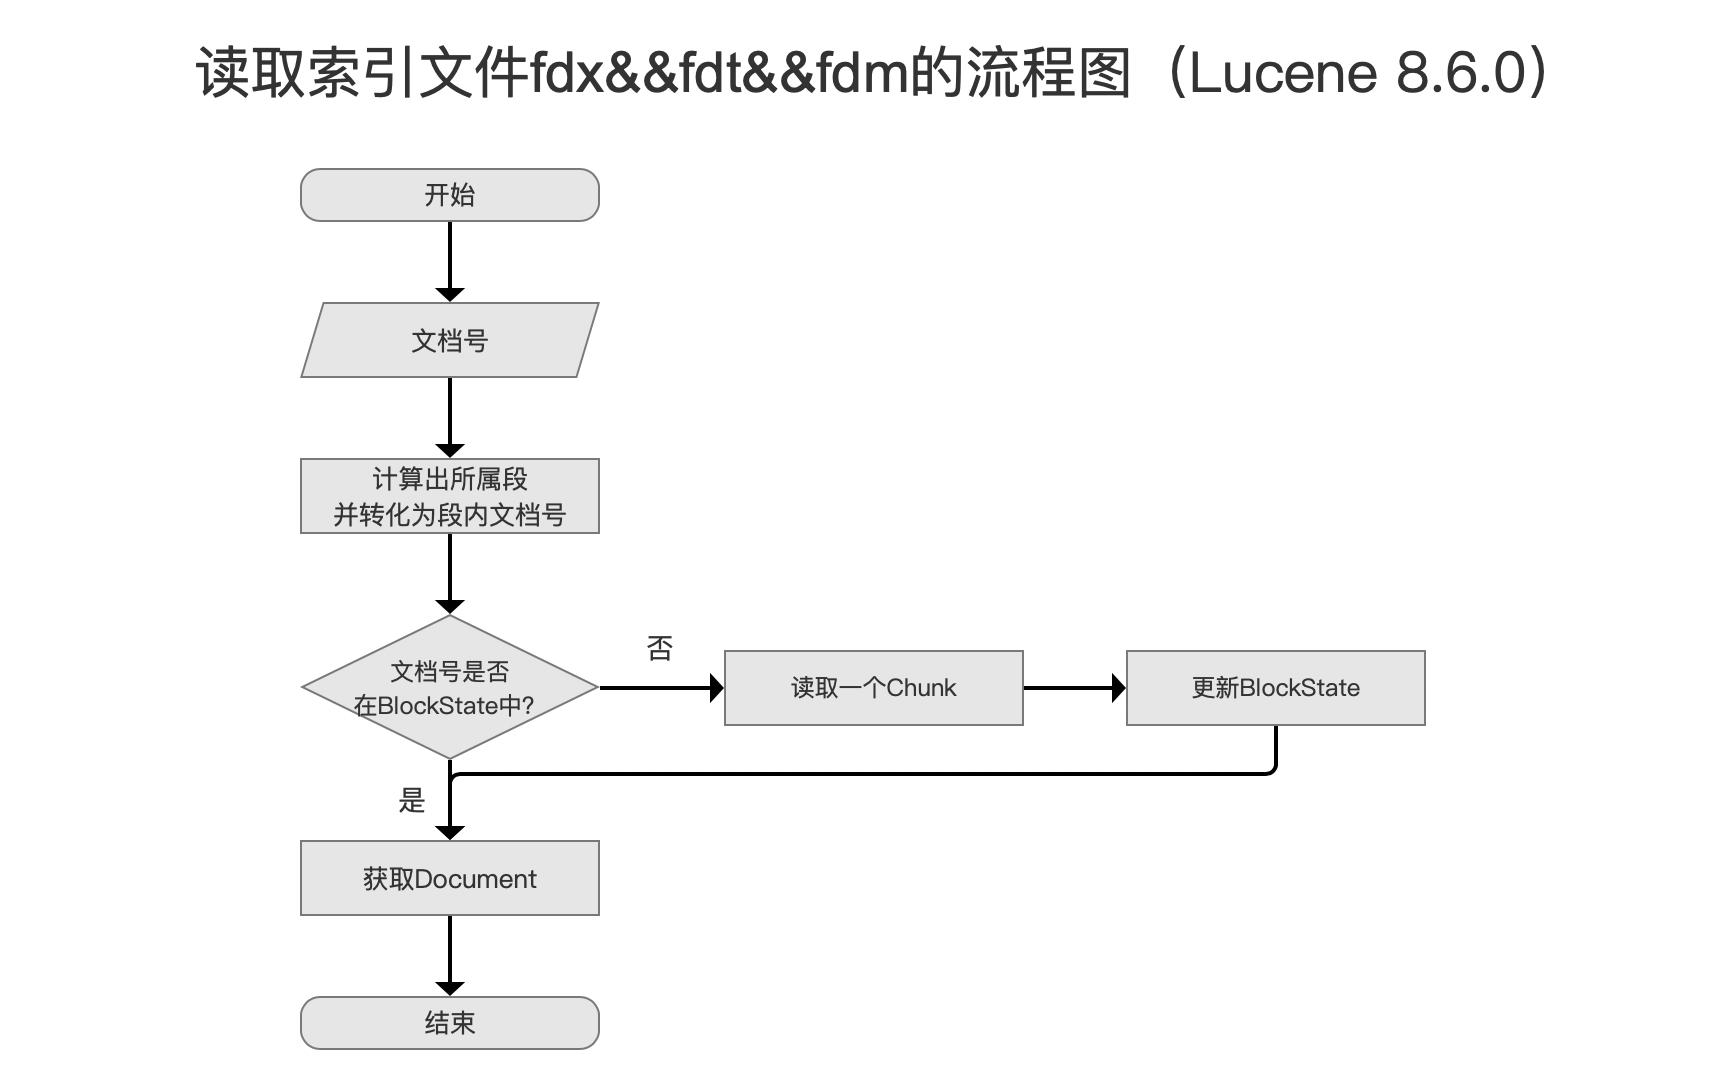 读取索引文件fdx&&fdt&&fdm的流程图（Lucene 8.6.0）
开始
文档号
计算出所属段
并转化为段内文档号
文档号是否
在BlockState中?
否
读取一个Chunk
更新BlockState
是
获取Document
结束